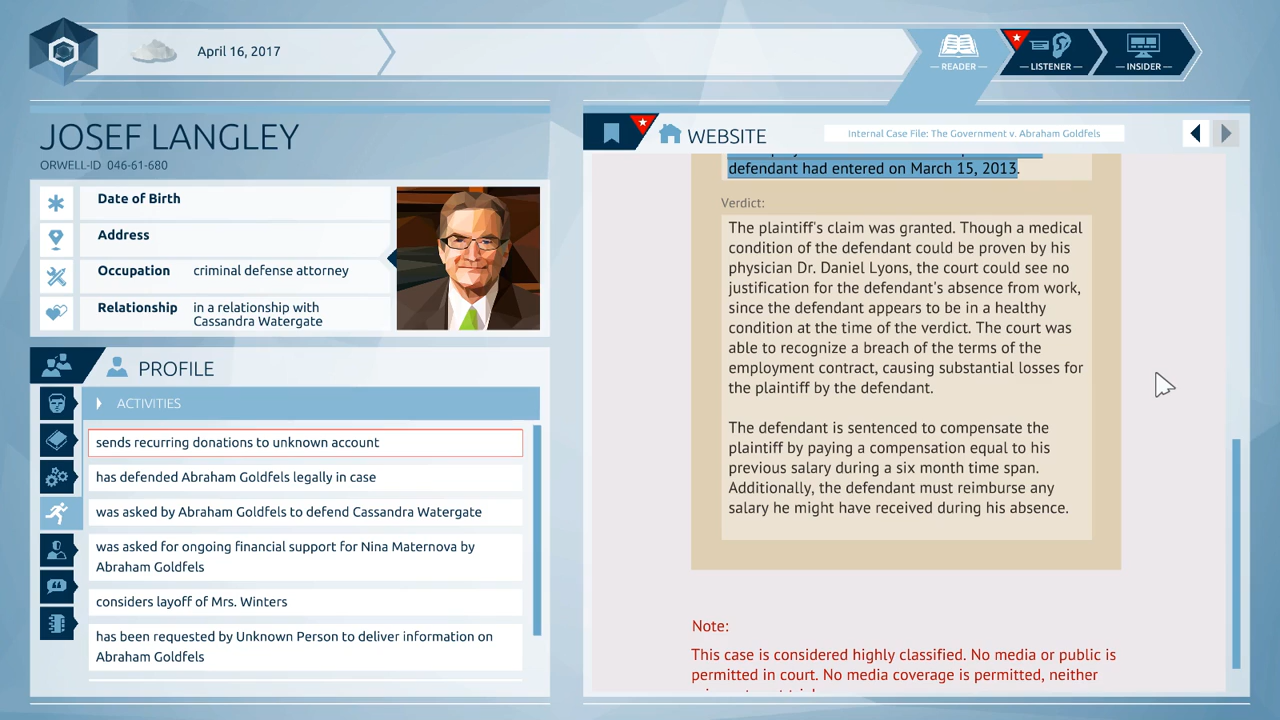 April 16, 2017
— READER —
— LISTENER —
— INSIDER —
JOSEF LANGLEY
ORWELL-ID 046-61-680
Date of Birth
Address
Occupation criminal defense attorney
Relationship in a relationship with
Cassandra Watergate
PROFILE
ACTIVITIES
sends recurring donations to unknown account
has defended Abraham Goldfels legally in case
was asked by Abraham Goldfels to defend Cassandra Watergate
was asked for ongoing financial support for Nina Maternova by
Abraham Goldfels
considers layoff of Mrs. Winters
has been requested by Unknown Person to deliver information on
Abraham Goldfels
WEBSITE
Internal Case File: The Government v. Abraham Goldfels
defendant had entered on March 15, 2013.
Verdict:
The plaintiff's claim was granted. Though a medical
condition of the defendant could be proven by his
physician Dr. Daniel Lyons, the court could see no
justification for the defendant's absence from work,
since the defendant appears to be in a healthy
condition at the time of the verdict. The court was
able to recognize a breach of the terms of the
employment contract, causing substantial losses for
the plaintiff by the defendant.
The defendant is sentenced to compensate the
plaintiff by paying a compensation equal to his
previous salary during a six month time span.
Additionally, the defendant must reimburse any
salary he might have received during his absence.
Note:
This case is considered highly classified. No media or public is
permitted in court. No media coverage is permitted, neither